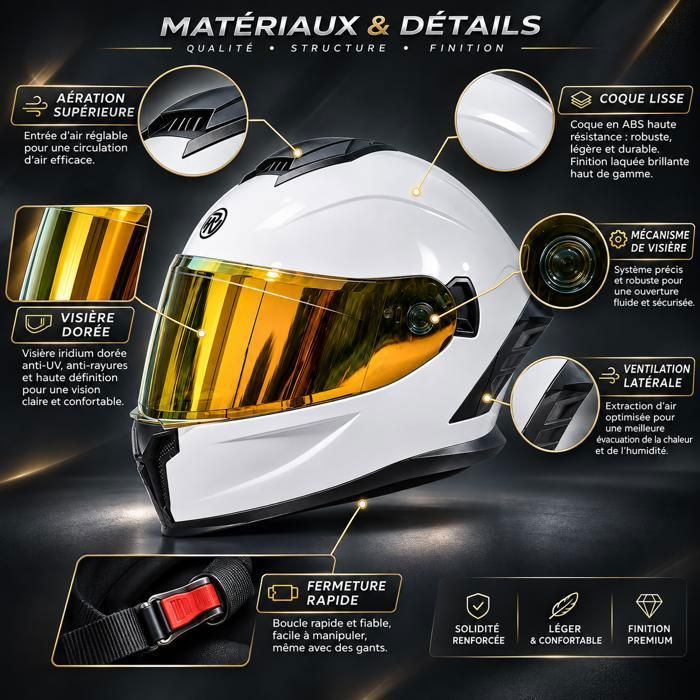 MATÉRIAUX & DÉTAILS
QUALITÉ • STRUCTURE • FINITION
AÉRATION
SUPÉRIEURE
Entrée d'air réglable
pour une circulation
d'air efficace.
COQUE LISSE
Coque en ABS haute
résistance : robuste,
légère et durable.
Finition laquée brillante
haut de gamme.
MÉCANISME
DE VISIÈRE
Système précis
et robuste pour
une ouverture
fluide et sécurisée.
VISIÈRE
DORÉE
Visière iridium dorée
anti-UV, anti-rayures
et haute définition
pour une vision
claire et confortable.
VENTILATION
LATÉRALE
Extraction d'air
optimisée pour
une meilleure
évacuation de la chaleur
et de l'humidité.
FERMETURE
RAPIDE
Boucle rapide et fiable,
facile à manipuler,
même avec des gants.
SOLIDITÉ
RENFORCÉE
LÉGER
& CONFORTABLE
FINITION
PREMIUM